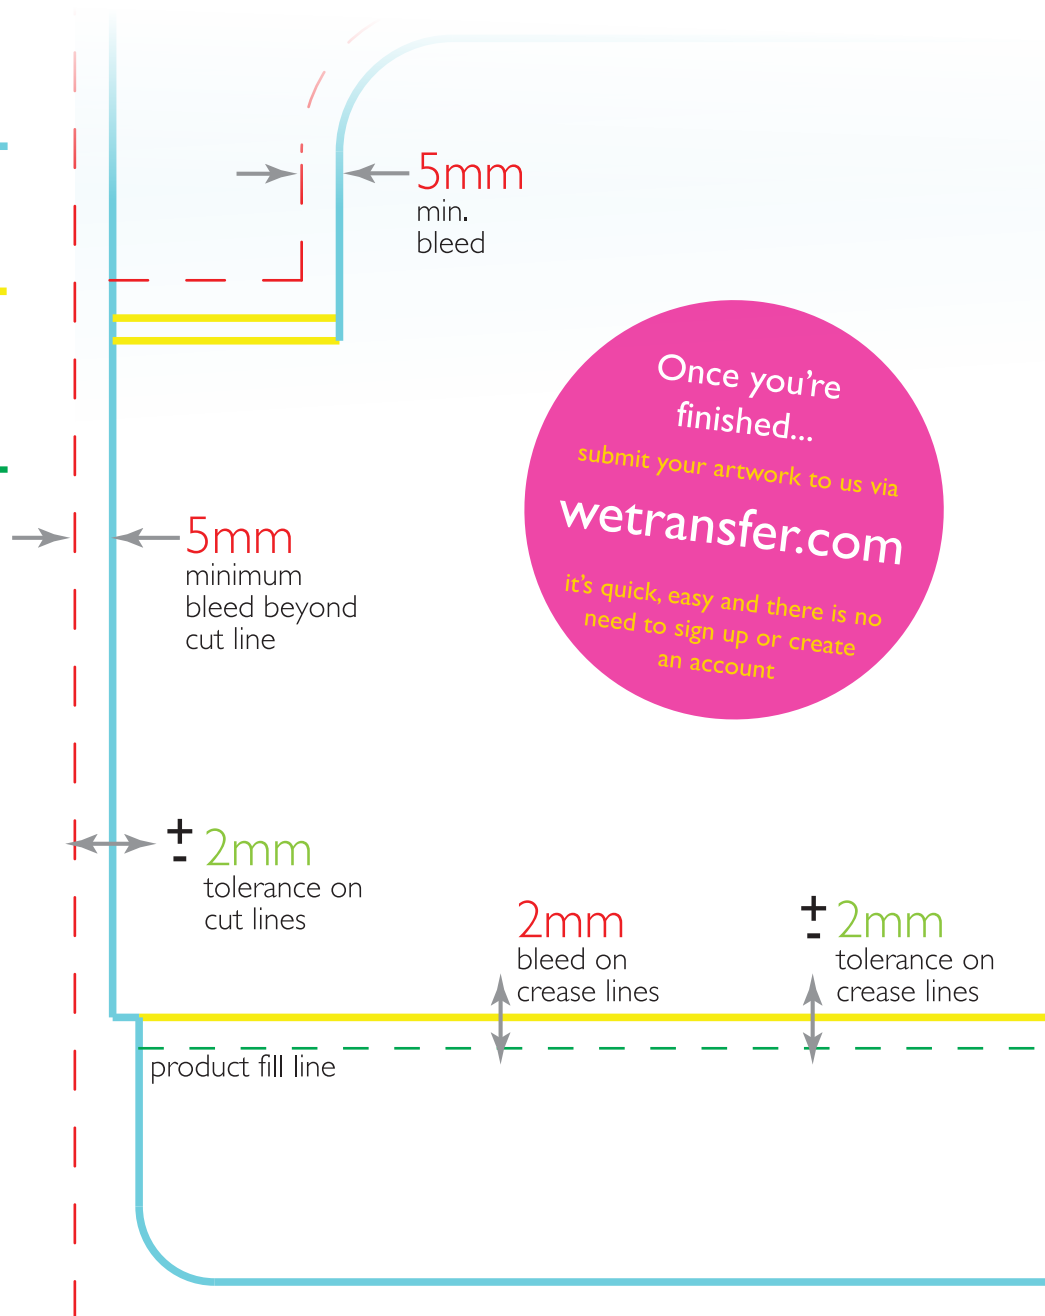 5mm
min.
bleed
Once you're
finished...
submit your artwork to us via
wetransfer.com
it's quick, easy and there is no
need to sign up or create
an account
5mm
minimum
bleed beyond
cut line
+
- 2mm
tolerance on
cut lines
2mm
bleed on
crease lines
+
- 2mm
tolerance on
crease lines
product fill line